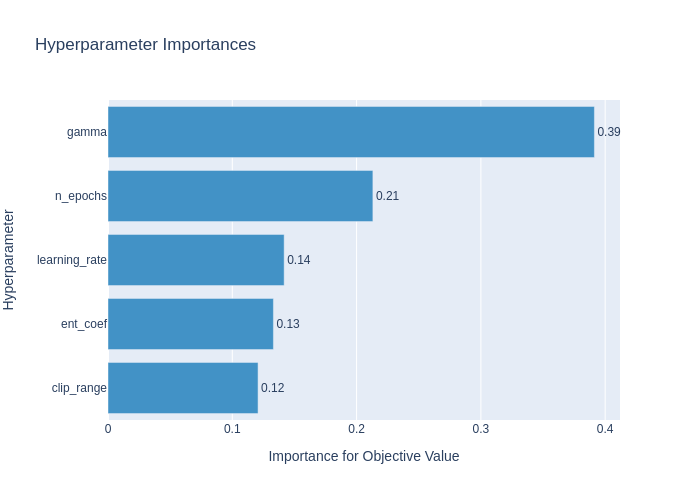 Hyperparameter Importances
gamma
0.39
n_epochs
0.21
learning_rate
0.14
ent_coef
0.13
clip_range
0.12
0
0.1
0.2
0.3
0.4
Importance for Objective Value
Hyperparameter